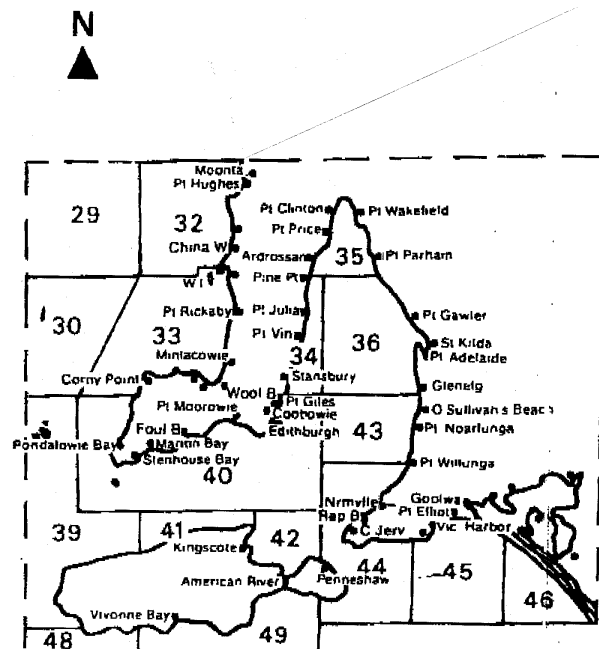 N
Moonta
Pt Hughes
29
32
Pt Clinton
Pt Wakefield
Pt Price
China W
Ardrossan
35
Pt Parham
W I
Pine Pt
30
33
Pt Rickaby
Pt Julia
Pt Gawler
Pt Vin
34
36
St Kilda
Pt Adelaide
Minlacowie
Corny Point
Stansbury
Wool B
Glenelg
Pt Giles
Pt Moorowie
Coobowie
O Sullivan's Beach
Foul B
Edithburgh
43
Pt Noarlunga
Pondalowie Bay
Marion Bay
Stenhouse Bay
40
Pt Willunga
Nrmvlle
Goolwa
Rap B
Pt Elliot
39
41
42
C Jerv
Vic Harbor
Kingscote
American River
Penneshaw
44
45
46
Vivonne Bay
48
49